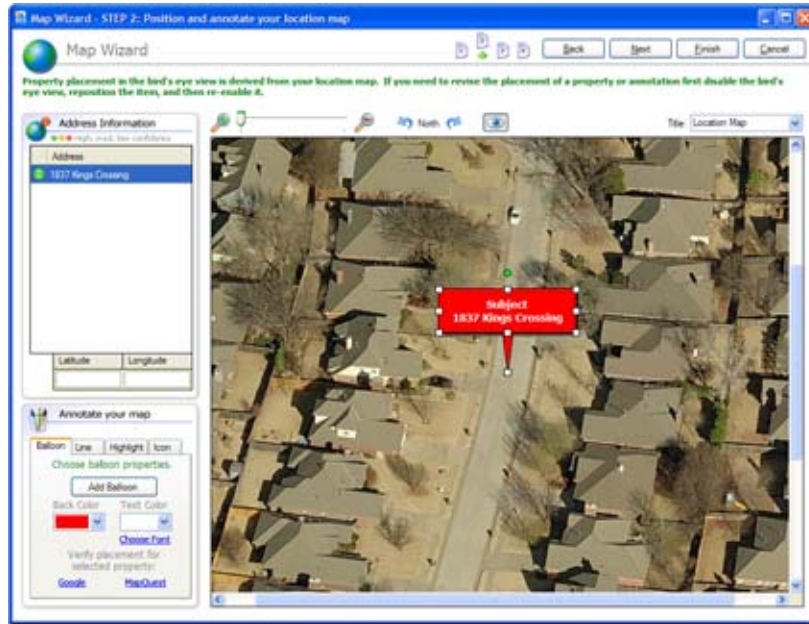 Map Wizard - STEP 2: Position and annotate your location map
Map Wizard
Back
Next
Finish
Cancel
Property placement in the bird's eye view is derived from your location map. If you need to revise the placement of a property or annotation first disable the bird's
eye view, reposition the item, and then re-enable it.
Address Information
High, med, low confidence
North
Title
Location Map
Address
1837 Kings Crossing
Subject
1837 Kings Crossing
Latitude
Longitude
Annotate your map
Balloon
Line
Highlight
Icon
Choose balloon properties.
Add Balloon
Back Color
Text Color
Choose Font
Verify placement for
selected property:
Google
MapQuest